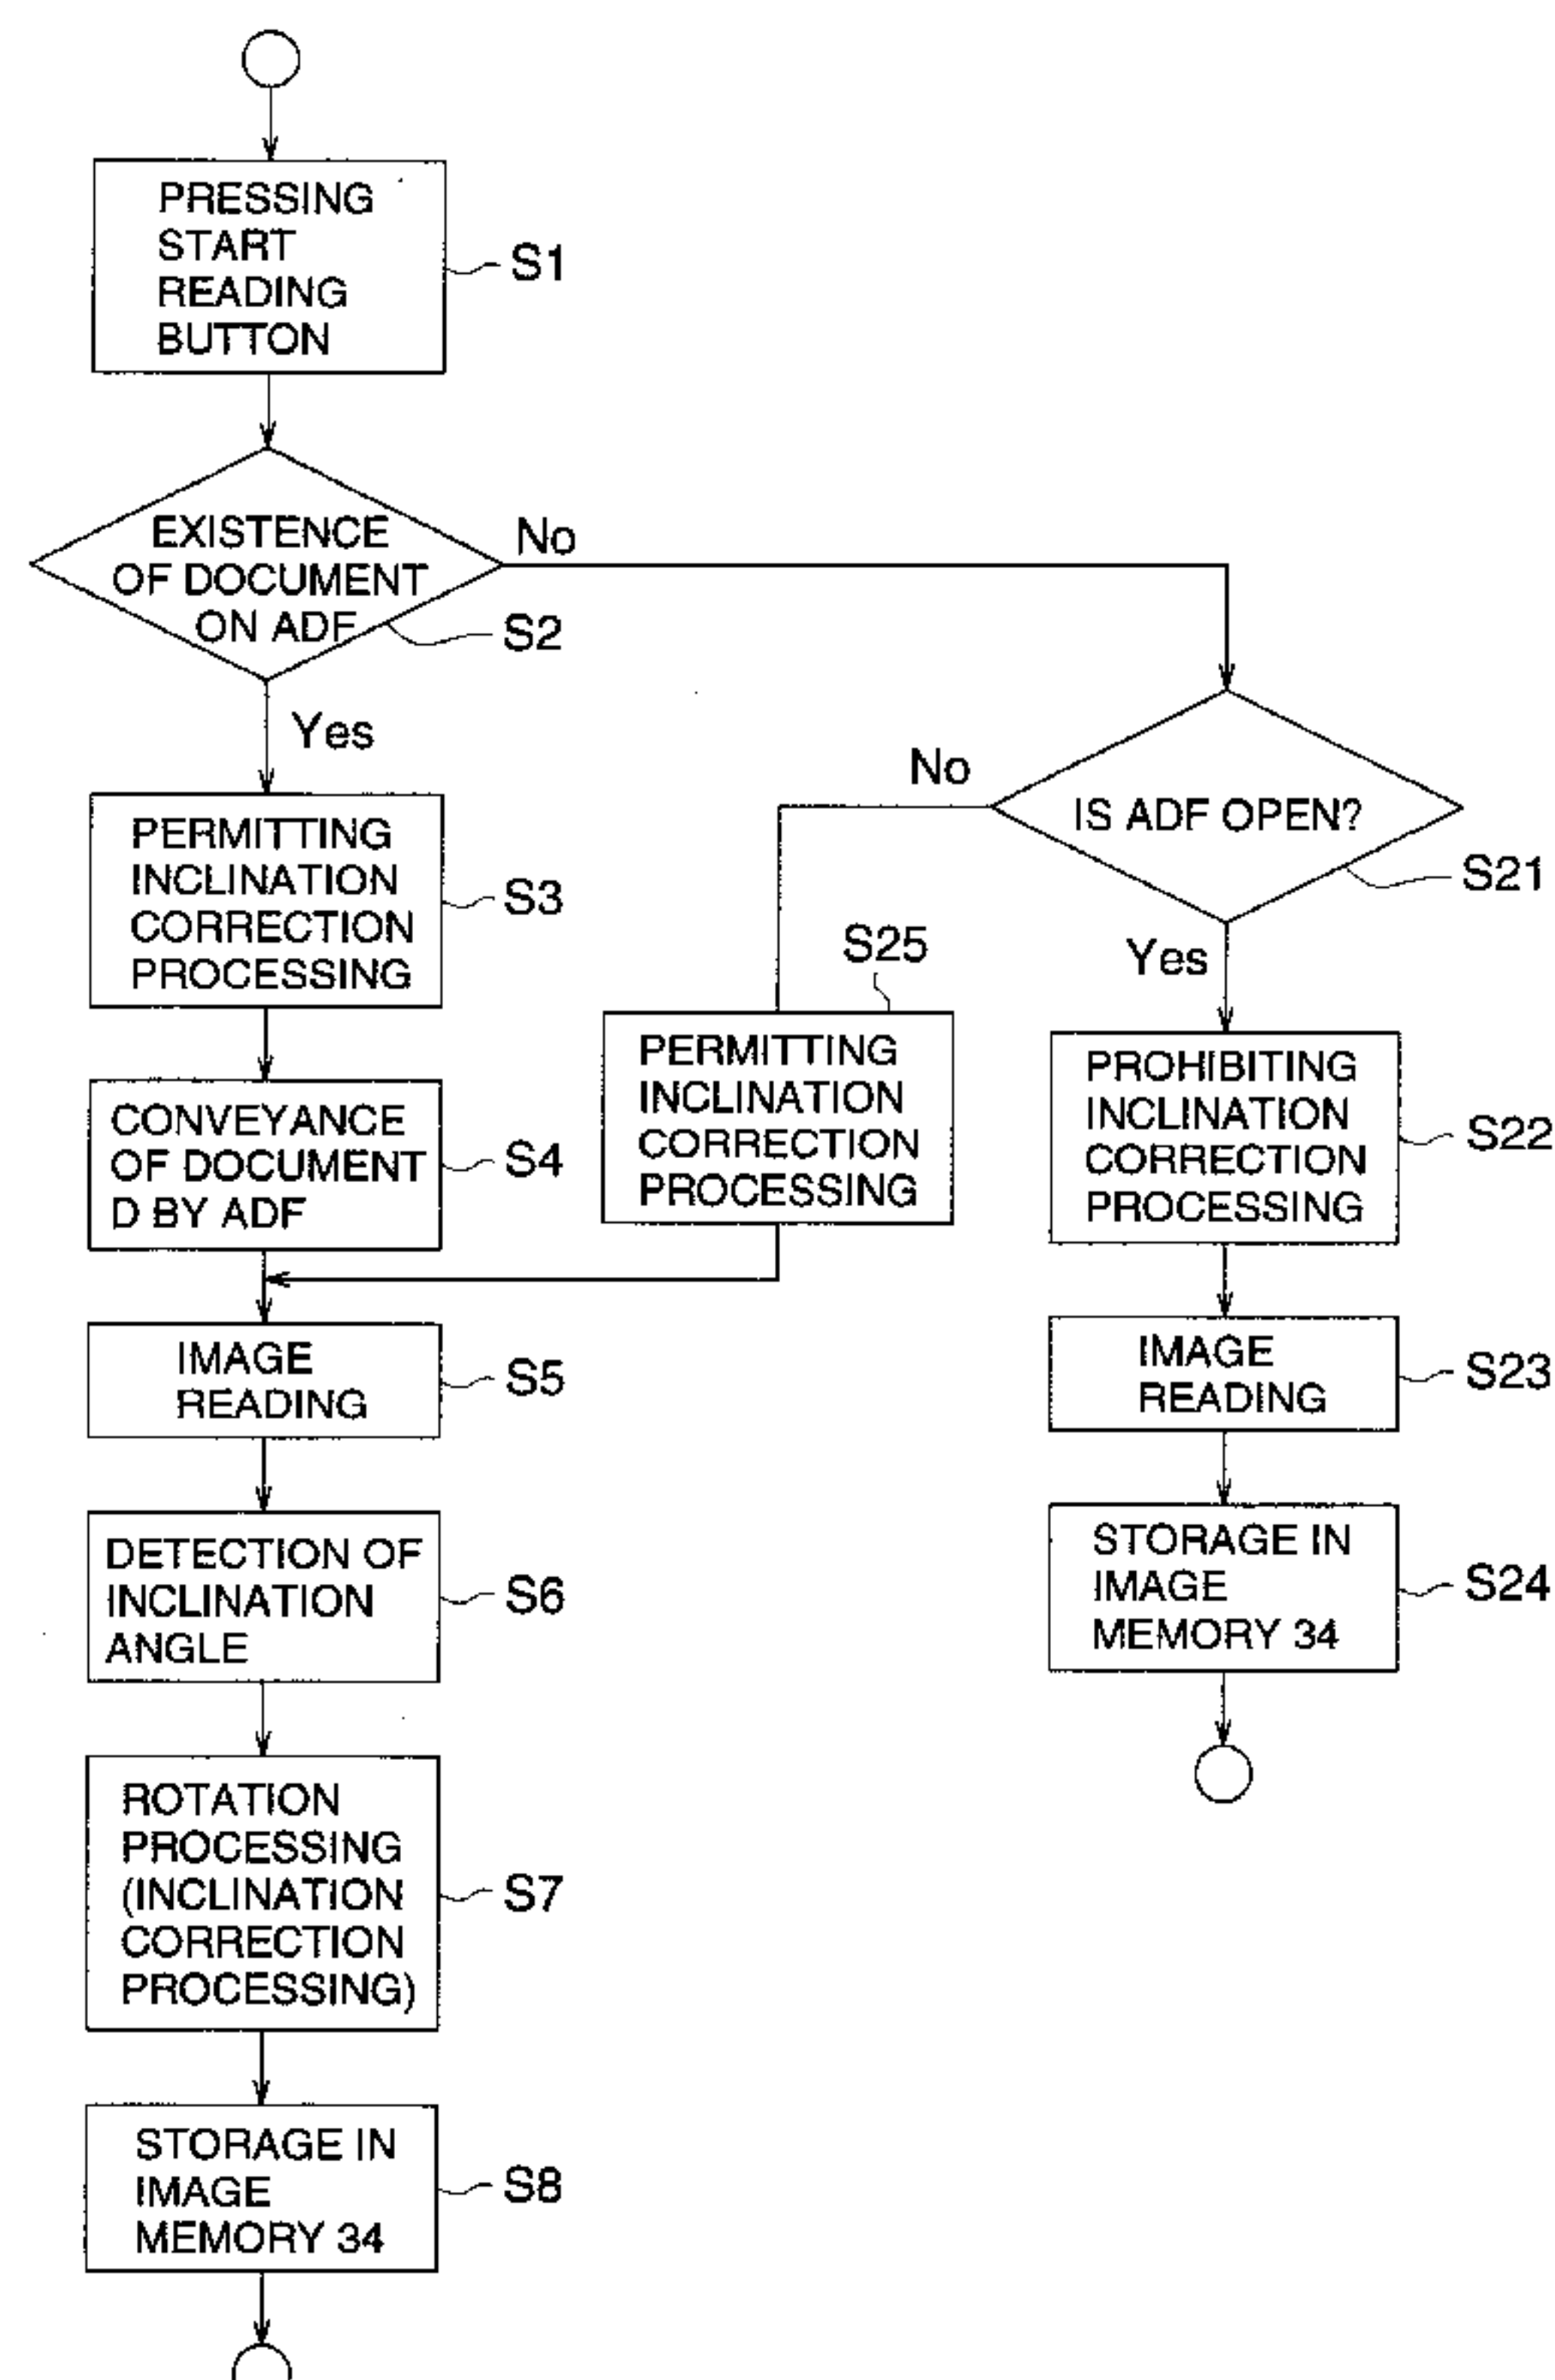 PRESSING
START
READING
BUTTON
S1
EXISTENCE
OF DOCUMENT
ON ADF
S2
No
Yes
PERMITTING
INCLINATION
CORRECTION
PROCESSING
S3
CONVEYANCE
OF DOCUMENT
D BY ADF
S4
IMAGE
READING
S5
DETECTION OF
INCLINATION
ANGLE
S6
ROTATION
PROCESSING
(INCLINATION
CORRECTION
PROCESSING)
S7
STORAGE IN
IMAGE
MEMORY 34
S8
IS ADF OPEN?
S21
No
S25
PERMITTING
INCLINATION
CORRECTION
PROCESSING
Yes
PROHIBITING
INCLINATION
CORRECTION
PROCESSING
S22
IMAGE
READING
S23
STORAGE IN
IMAGE
MEMORY 34
S24